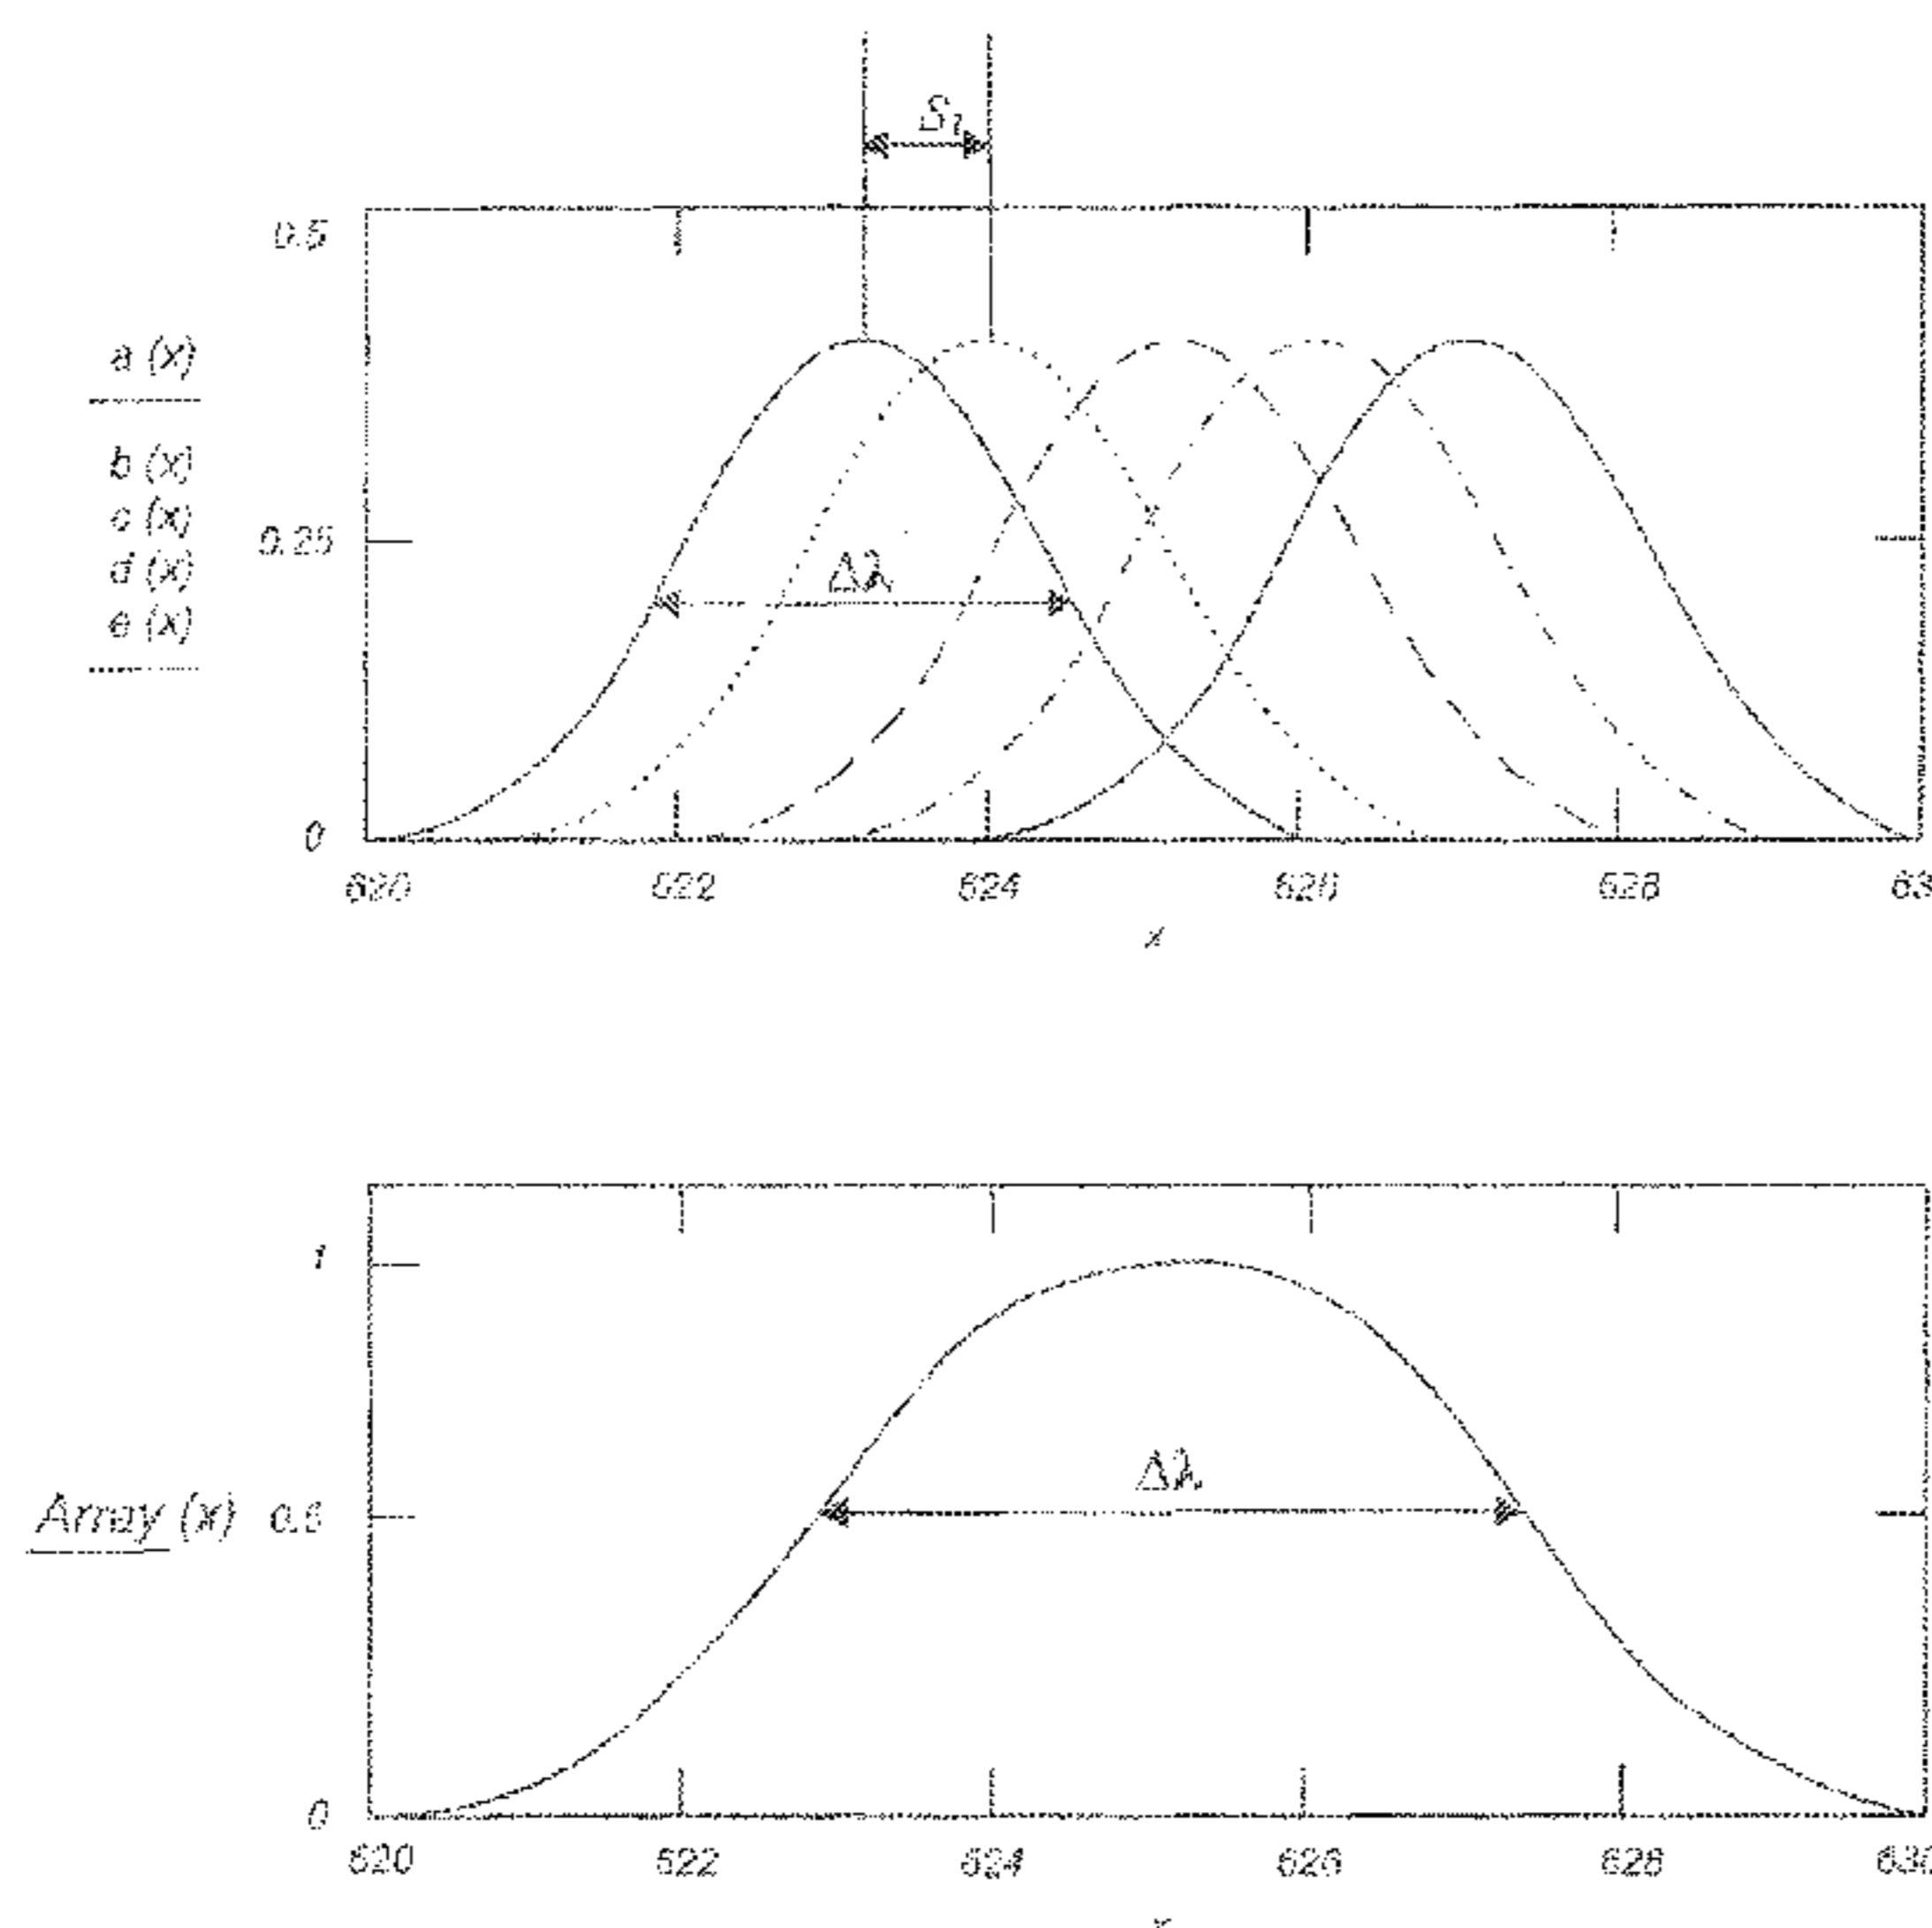 S₁
0.5
a (x)
b (x)
c (x)
d (x)
e (x)
0.25
Δλ
0
620 622 624 626 628
x
1
Array (x) 0.5
Δλ
0
620 622 624 626 628 630
x